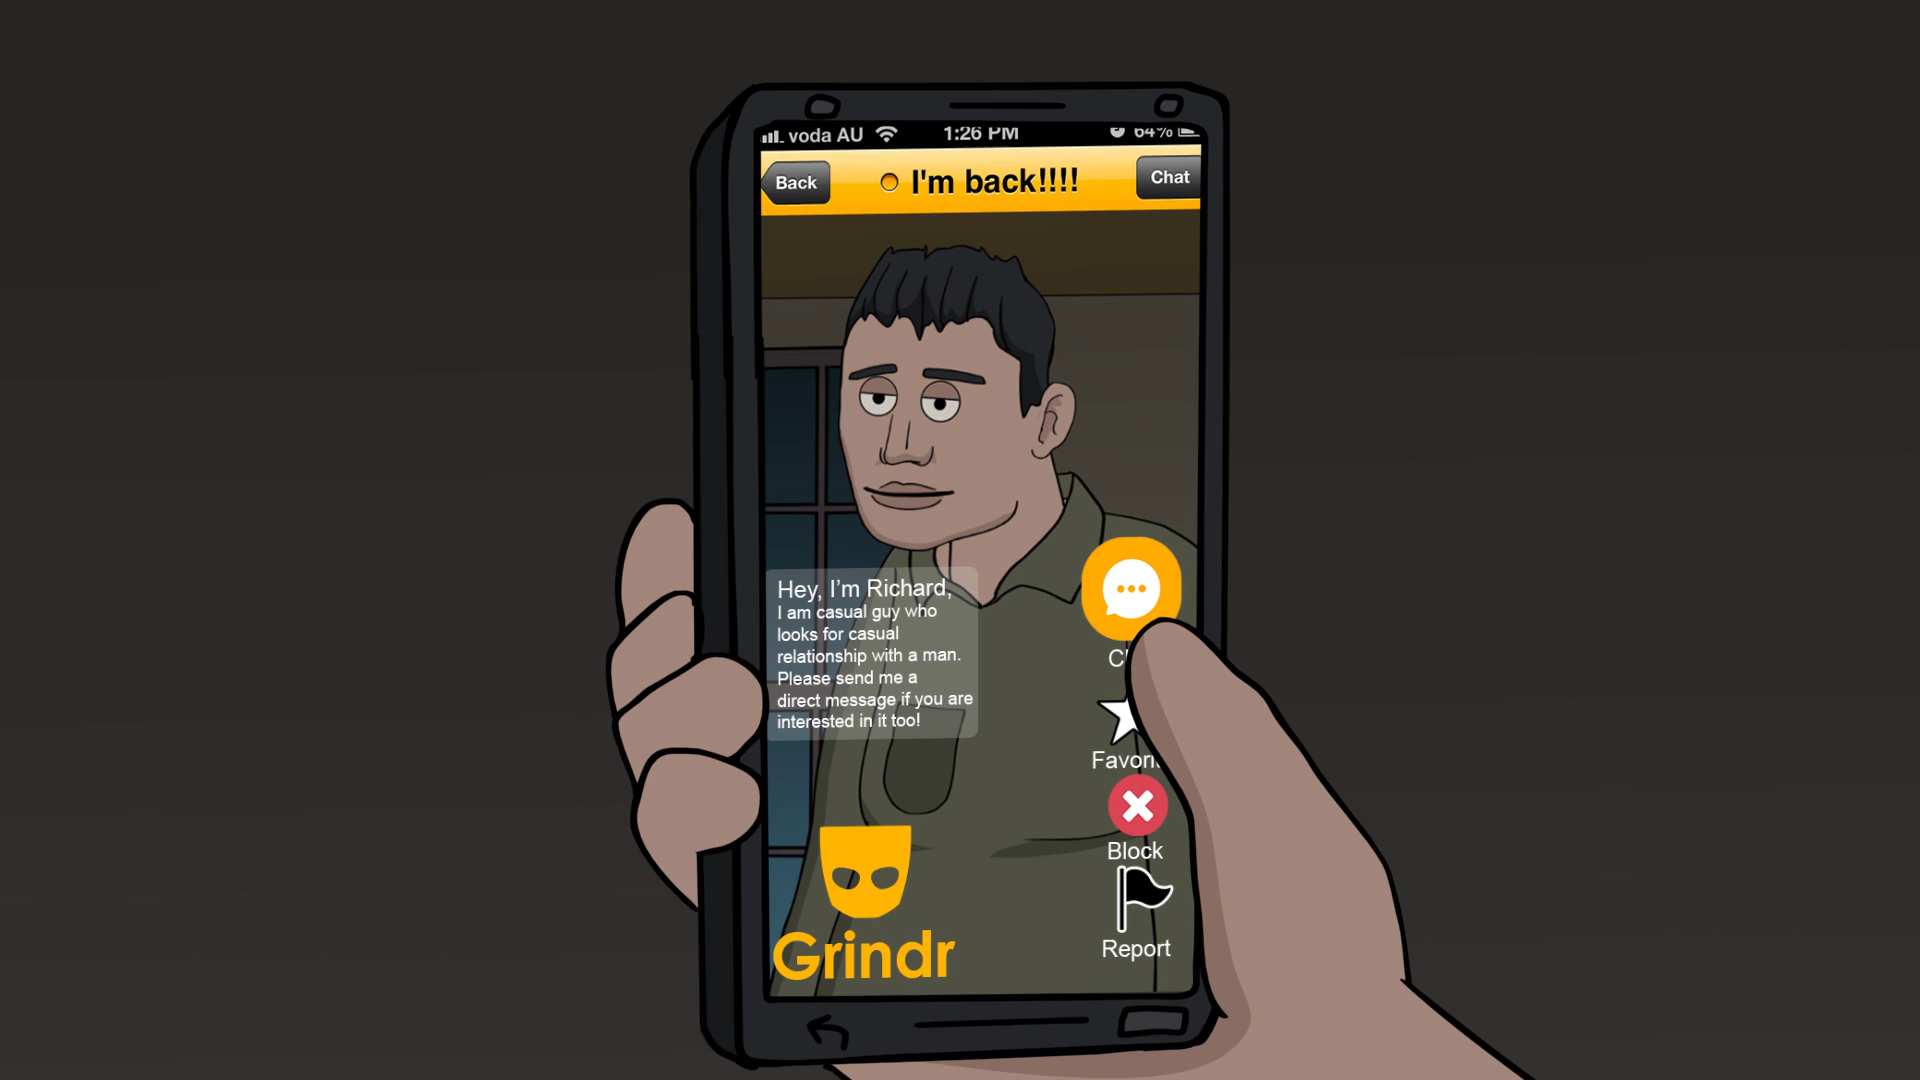 voda AU 1:26 PM 64%
Back I'm back!!!! Chat
Hey, I'm Richard,
I am casual guy who
looks for casual
relationship with a man.
Please send me a
direct message if you are
interested in it too!
Block
Report
Grindr